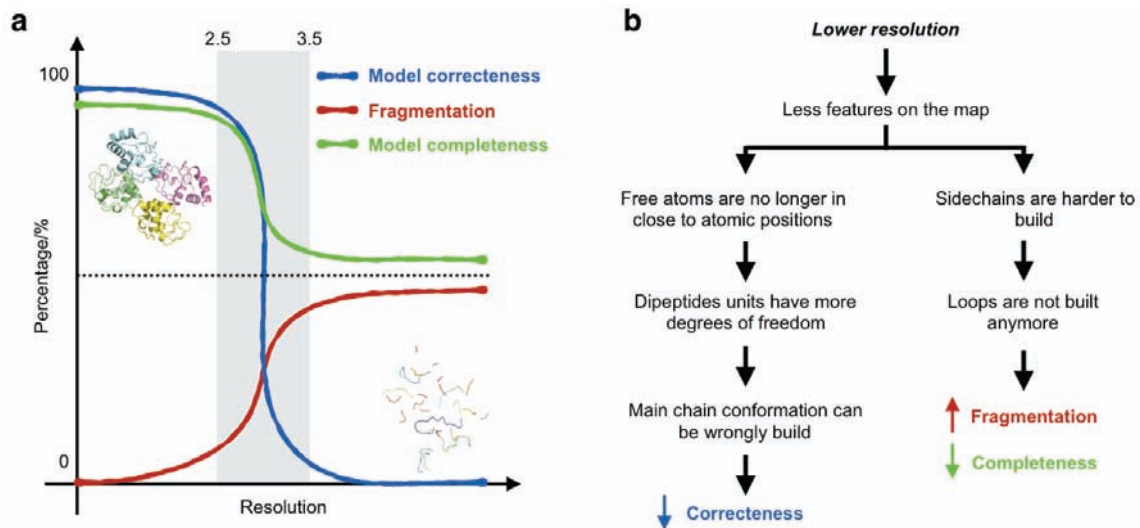 a
2.5 3.5
100
Model correcteness
Fragmentation
Model completeness
Percentage/%
0
Resolution
b
Lower resolution
Less features on the map
Free atoms are no longer in
close to atomic positions
Sidechains are harder to
build
Dipeptides units have more
degrees of freedom
Loops are not built
anymore
Main chain conformation can
be wrongly build
Fragmentation
Completeness
Correcteness